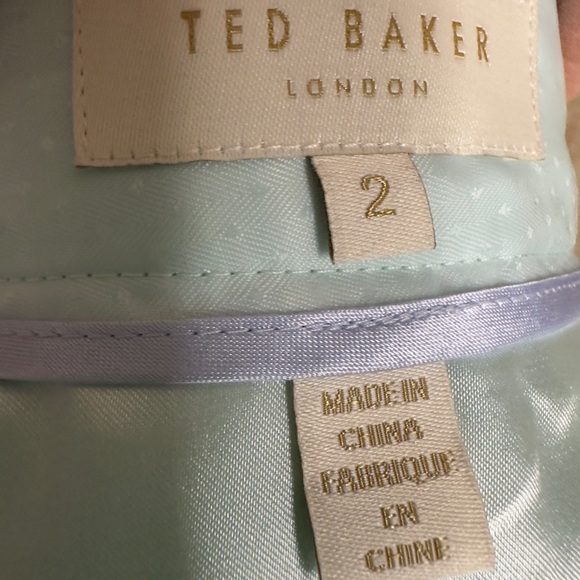 TED BAKER
LONDON
2
MADE IN
CHINA
FABRIQUE
EN
CHINE